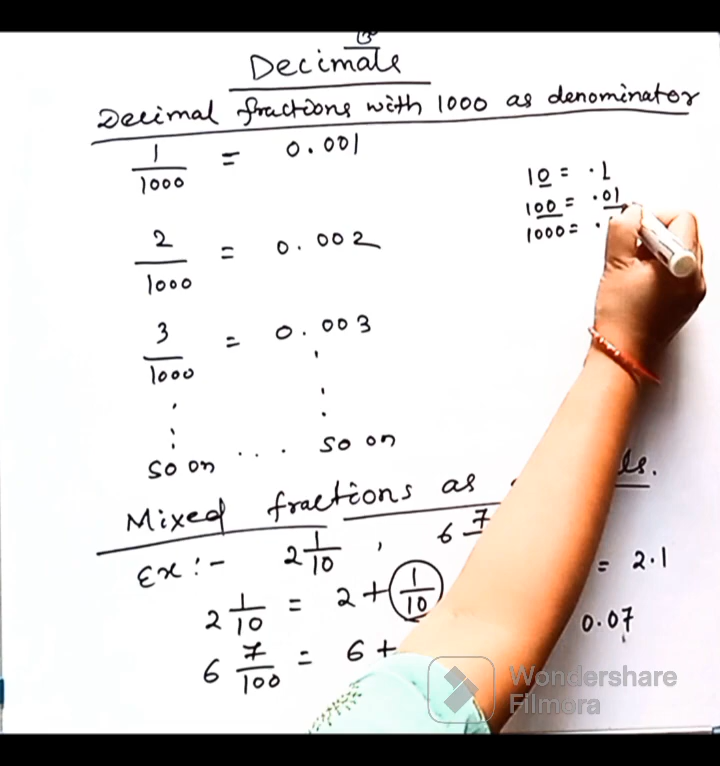 Decimals
Decimal fractions with 1000 as denominator
1/1000 = 0.001
10 = .1
100 = .01
1000 = .
2/1000 = 0.002
3/1000 = 0.003
. .
: :
so on ... so on
Mixed fractions as
Ex:- 2 1/10 , 6 7
2 1/10 = 2 + 1/10 = 2.1
6 7/100 = 6 + 0.07
Wondershare
Filmora